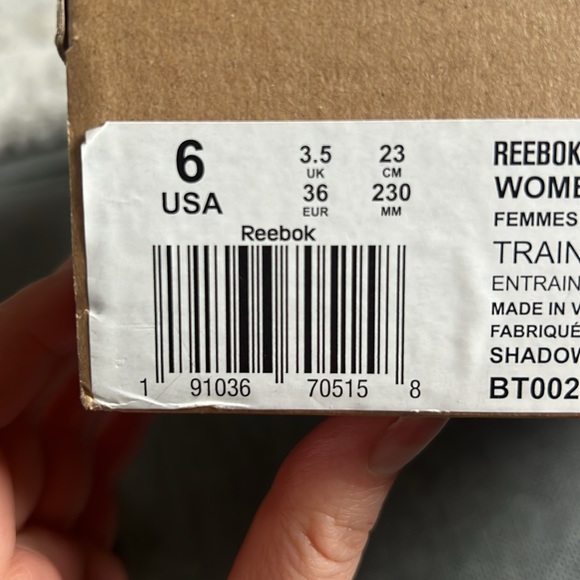 6
USA
3.5
UK
36
EUR
23
CM
230
MM
Reebok
1 91036 70515 8
REEBOK
WOME
FEMMES
TRAIN
ENTRAIN
MADE IN V
FABRIQUÉ
SHADOW
BT002